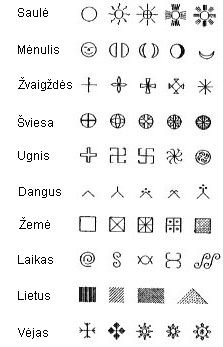 Saulė
Mėnulis
Žvaigždės
Šviesa
Ugnis
Dangus
Žemė
Laikas
Lietus
Vėjas